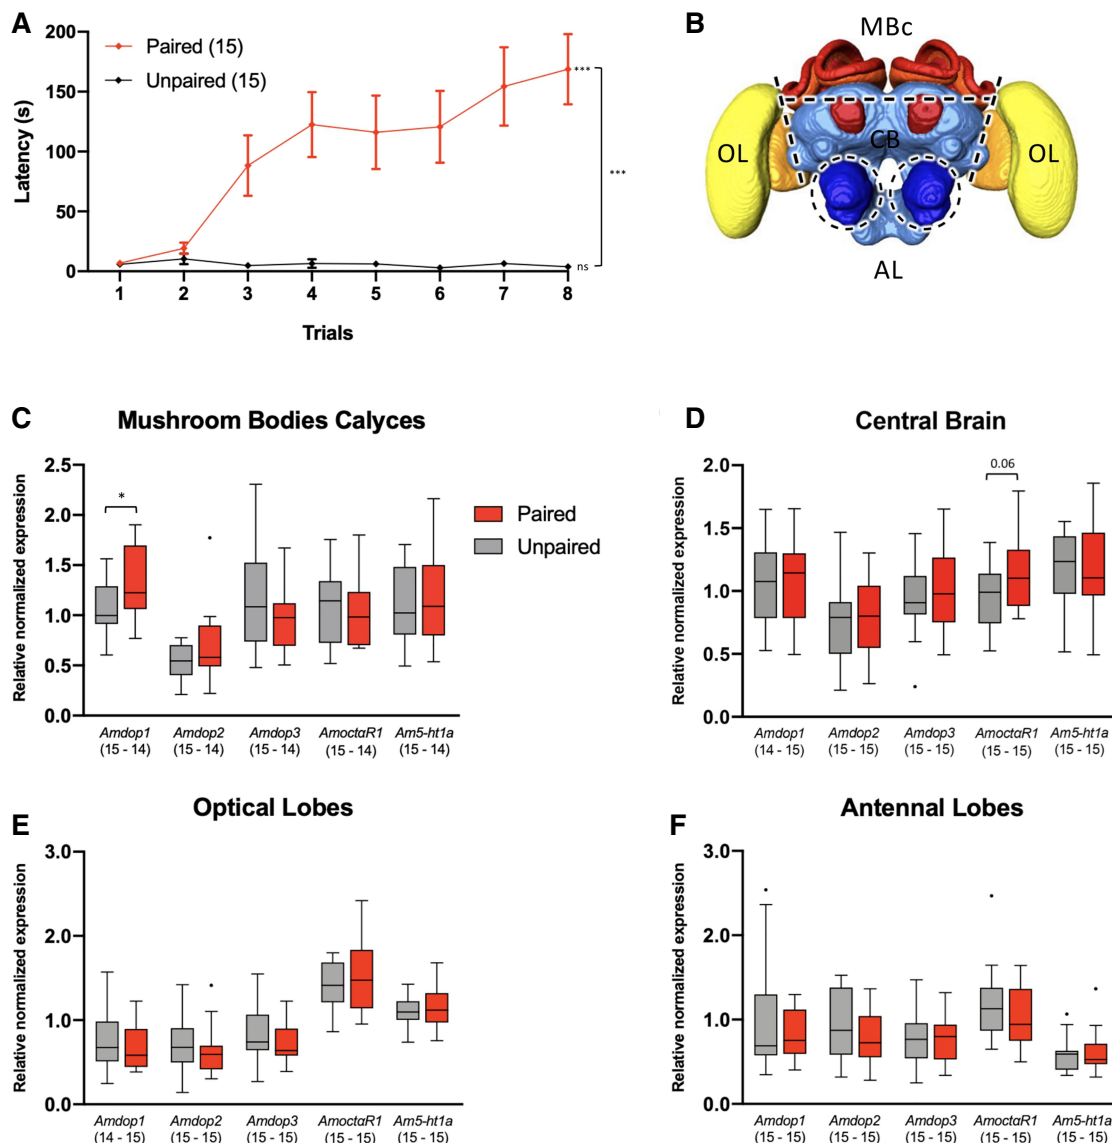 A
Latency (s)
200
150
100
50
0
Paired (15)
Unpaired (15)
***
***
ns
1 2 3 4 5 6 7 8
Trials
B
MBc
OL
CB
OL
AL
C
Mushroom Bodies Calyces
Relative normalized expression
2.5
2.0
1.5
1.0
0.5
0.0
*
Paired
Unpaired
Amdop1 Amdop2 Amdop3 AmoctαR1 Am5-ht1a
(15 - 14) (15 - 14) (15 - 14) (15 - 14) (15 - 14)
D
Central Brain
Relative normalized expression
2.0
1.5
1.0
0.5
0.0
0.06
Amdop1 Amdop2 Amdop3 AmoctαR1 Am5-ht1a
(14 - 15) (15 - 15) (15 - 15) (15 - 15) (15 - 15)
E
Optical Lobes
Relative normalized expression
3.0
2.0
1.0
0.0
Amdop1 Amdop2 Amdop3 AmoctαR1 Am5-ht1a
(14 - 15) (15 - 15) (15 - 15) (15 - 15) (15 - 15)
F
Antennal Lobes
Relative normalized expression
3.0
2.0
1.0
0.0
Amdop1 Amdop2 Amdop3 AmoctαR1 Am5-ht1a
(15 - 15) (15 - 15) (15 - 15) (15 - 15) (15 - 15)